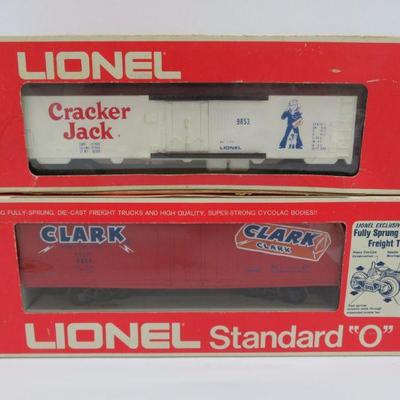 LIONEL
Cracker
Jack
9853
LIONEL
G FULLY-SPRUNG, DIE-CAST FREIGHT TRUCKS AND HIGH QUALITY, SUPER-STRONG CYCOLAC BODIES!!
CLARK
CLARK
CLARK
LIONEL EXCLUSIV
Fully Sprung
Freight T
LIONEL Standard "O"